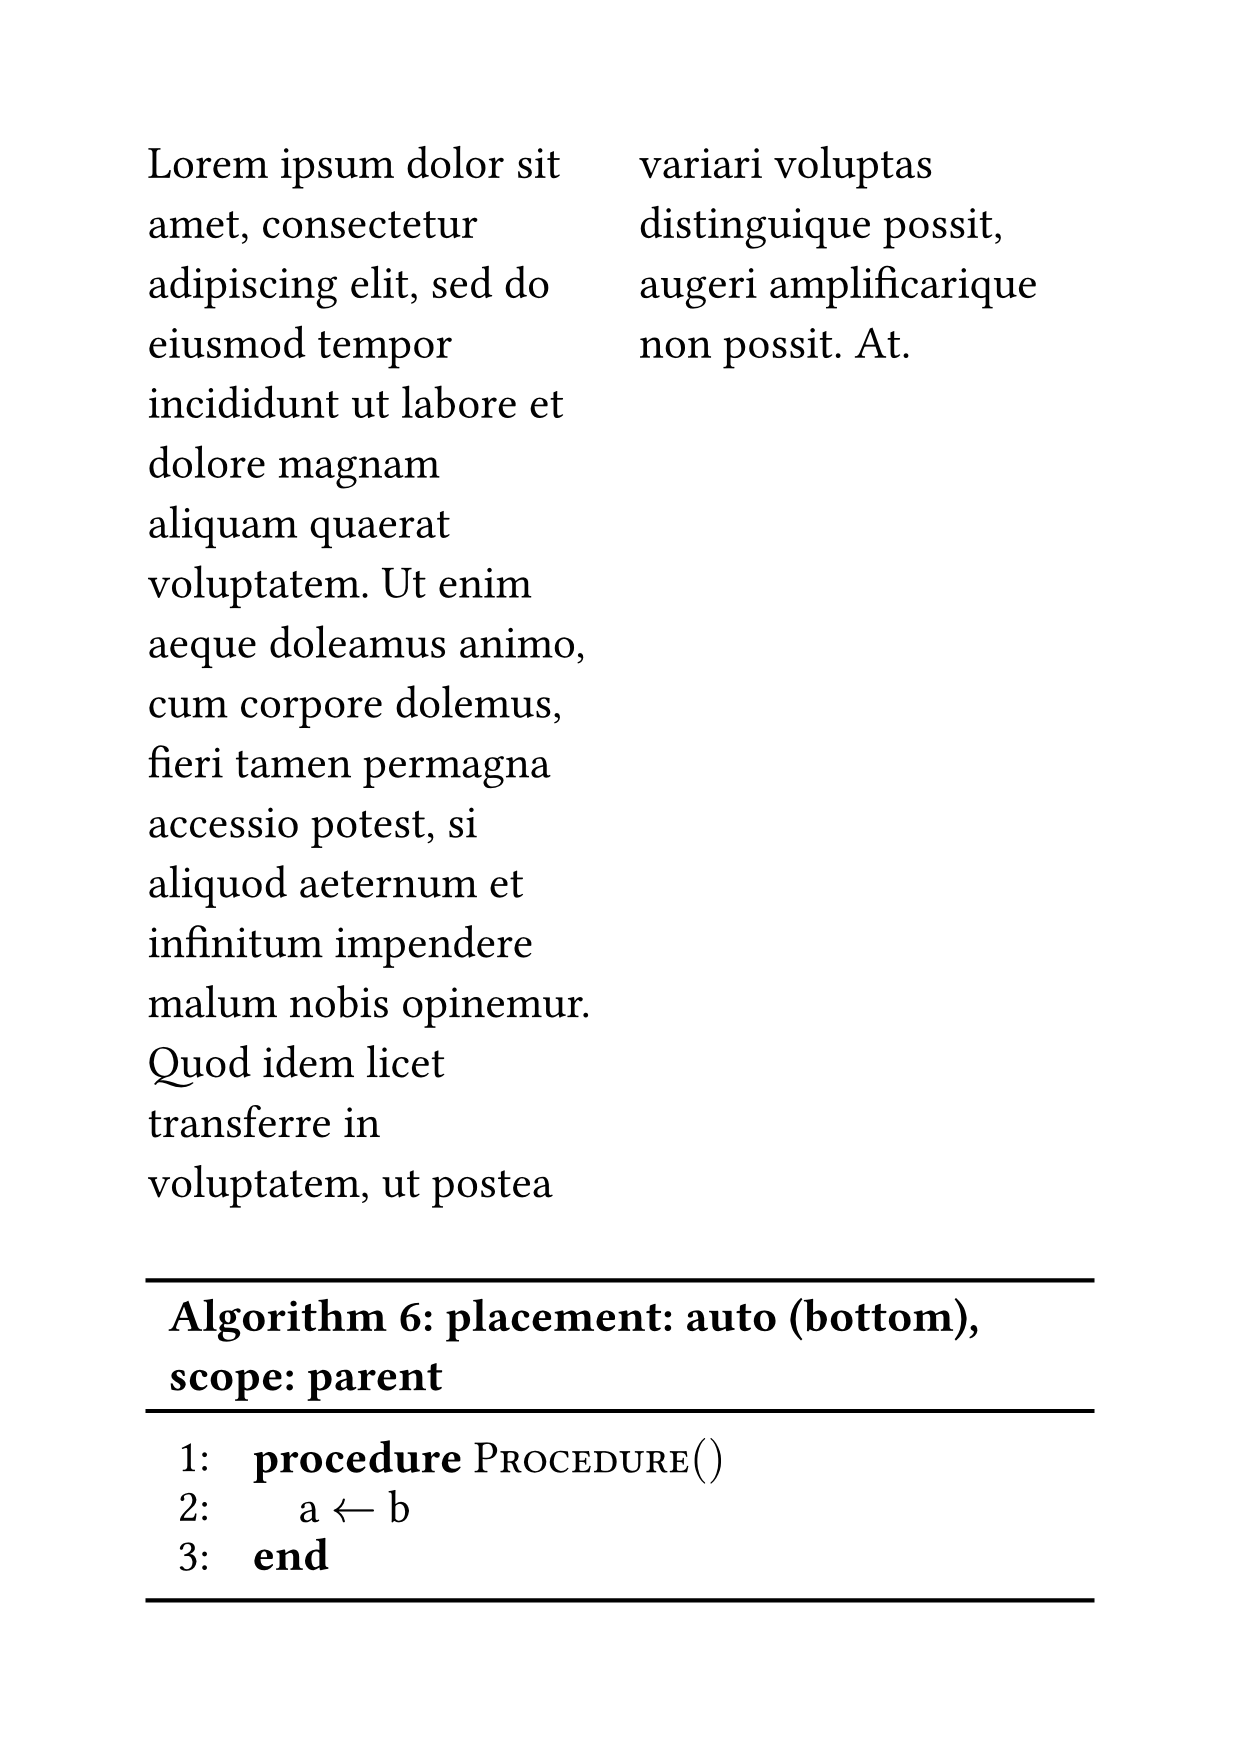 Lorem ipsum dolor sit
amet, consectetur
adipiscing elit, sed do
eiusmod tempor
incididunt ut labore et
dolore magnam
aliquam quaerat
voluptatem. Ut enim
aeque doleamus animo,
cum corpore dolemus,
fieri tamen permagna
accessio potest, si
aliquod aeternum et
infinitum impendere
malum nobis opinemur.
Quod idem licet
transferre in
voluptatem, ut postea
variari voluptas
distinguique possit,
augeri amplificarique
non possit. At.
Algorithm 6: placement: auto (bottom),
scope: parent
1: procedure Procedure()
2: a ← b
3: end